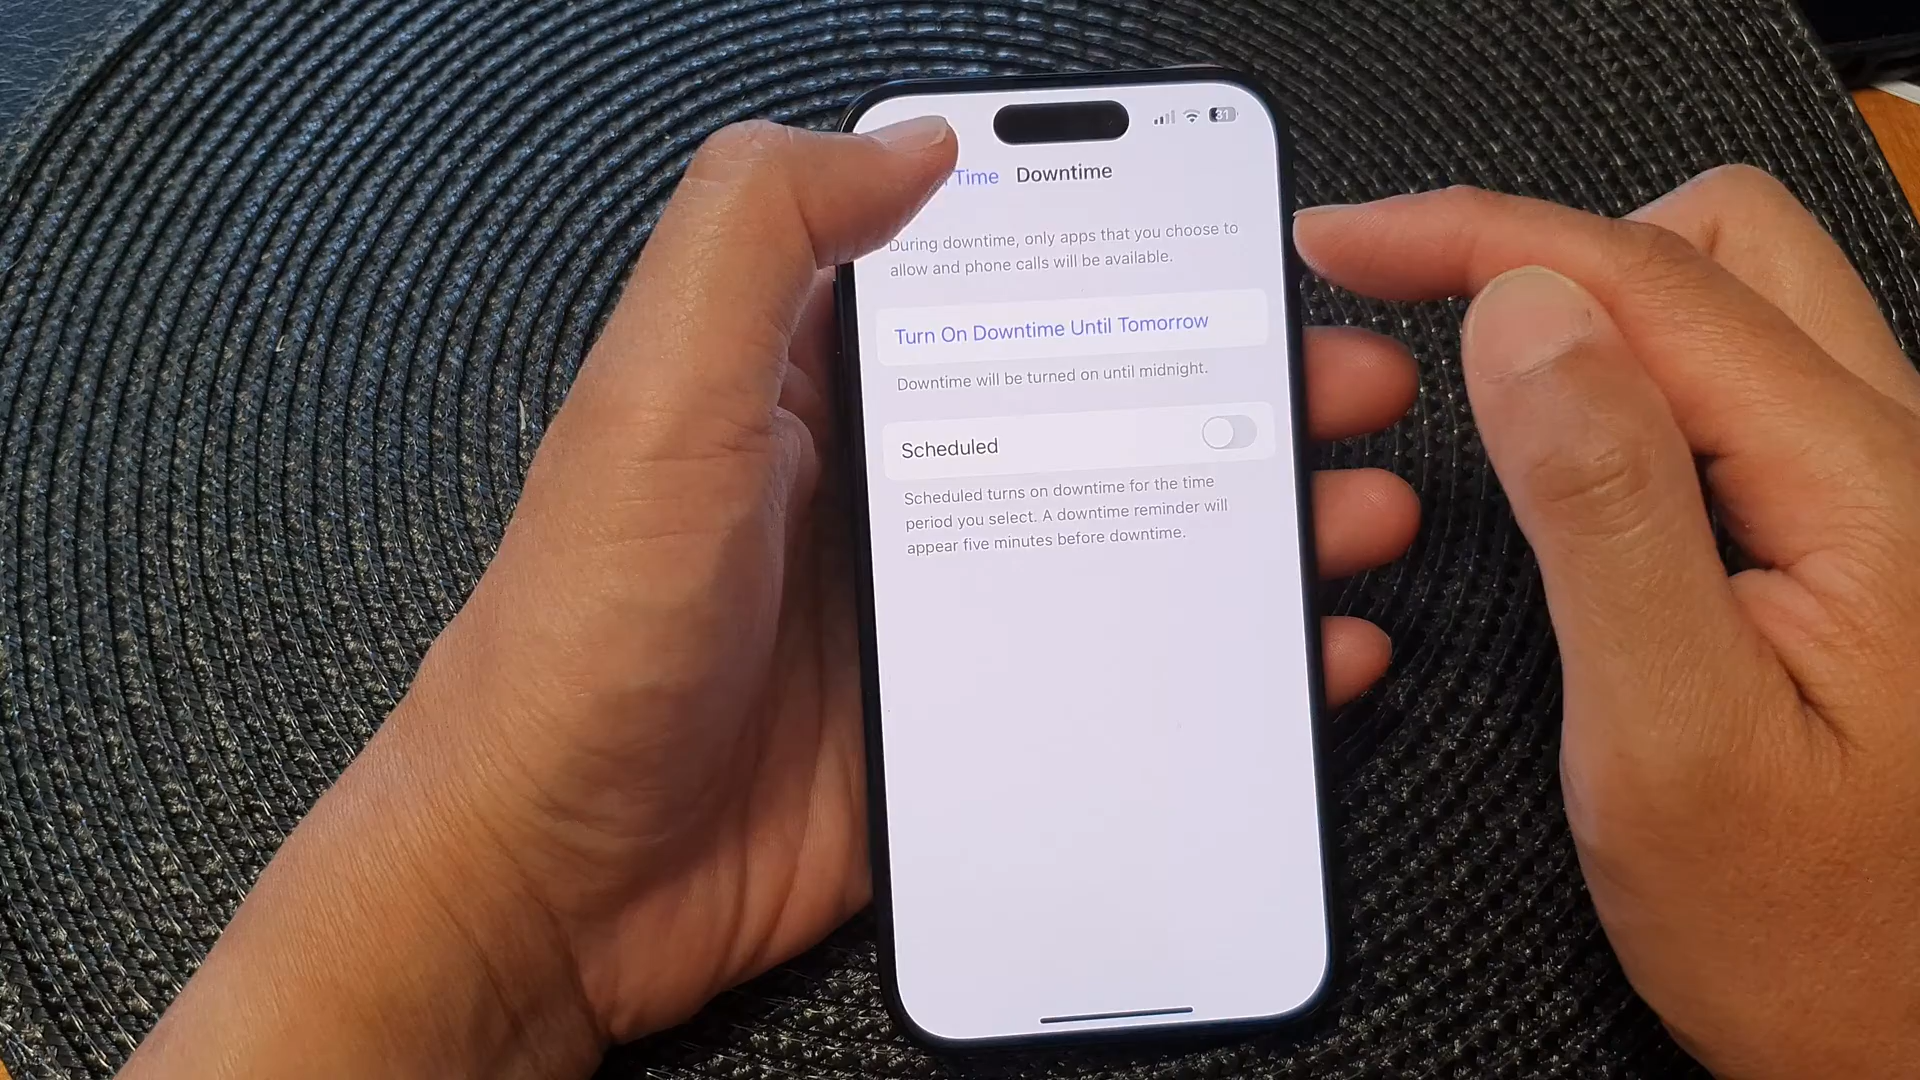 31
Time Downtime
During downtime, only apps that you choose to
allow and phone calls will be available.
Turn On Downtime Until Tomorrow
Downtime will be turned on until midnight.
Scheduled
Scheduled turns on downtime for the time
period you select. A downtime reminder will
appear five minutes before downtime.